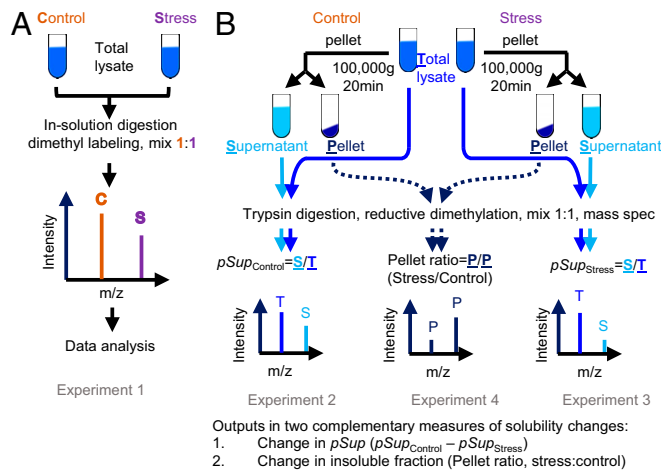 A
Control
Stress
Total
lysate
In-solution digestion
dimethyl labeling, mix 1:1
C
S
Intensity
m/z
Data analysis
Experiment 1
B
Control
Stress
pellet
pellet
100,000g
20min
Total
lysate
100,000g
20min
Supernatant
Pellet
Pellet
Supernatant
Trypsin digestion, reductive dimethylation, mix 1:1, mass spec
pSupControl=S/T
Pellet ratio=P/P
(Stress/Control)
pSupStress=S/T
Intensity
T
S
m/z
Intensity
P
P
m/z
Intensity
T
S
m/z
Experiment 2
Experiment 4
Experiment 3
Outputs in two complementary measures of solubility changes:
1. Change in pSup (pSupControl – pSupStress)
2. Change in insoluble fraction (Pellet ratio, stress:control)